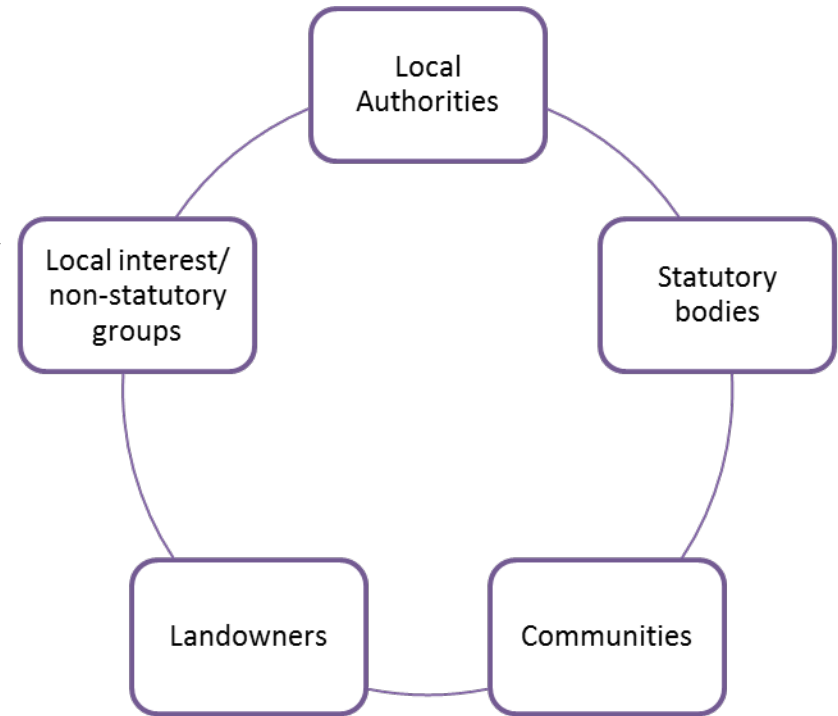 Local
Authorities
Statutory
bodies
Communities
Landowners
Local interest/
non-statutory
groups